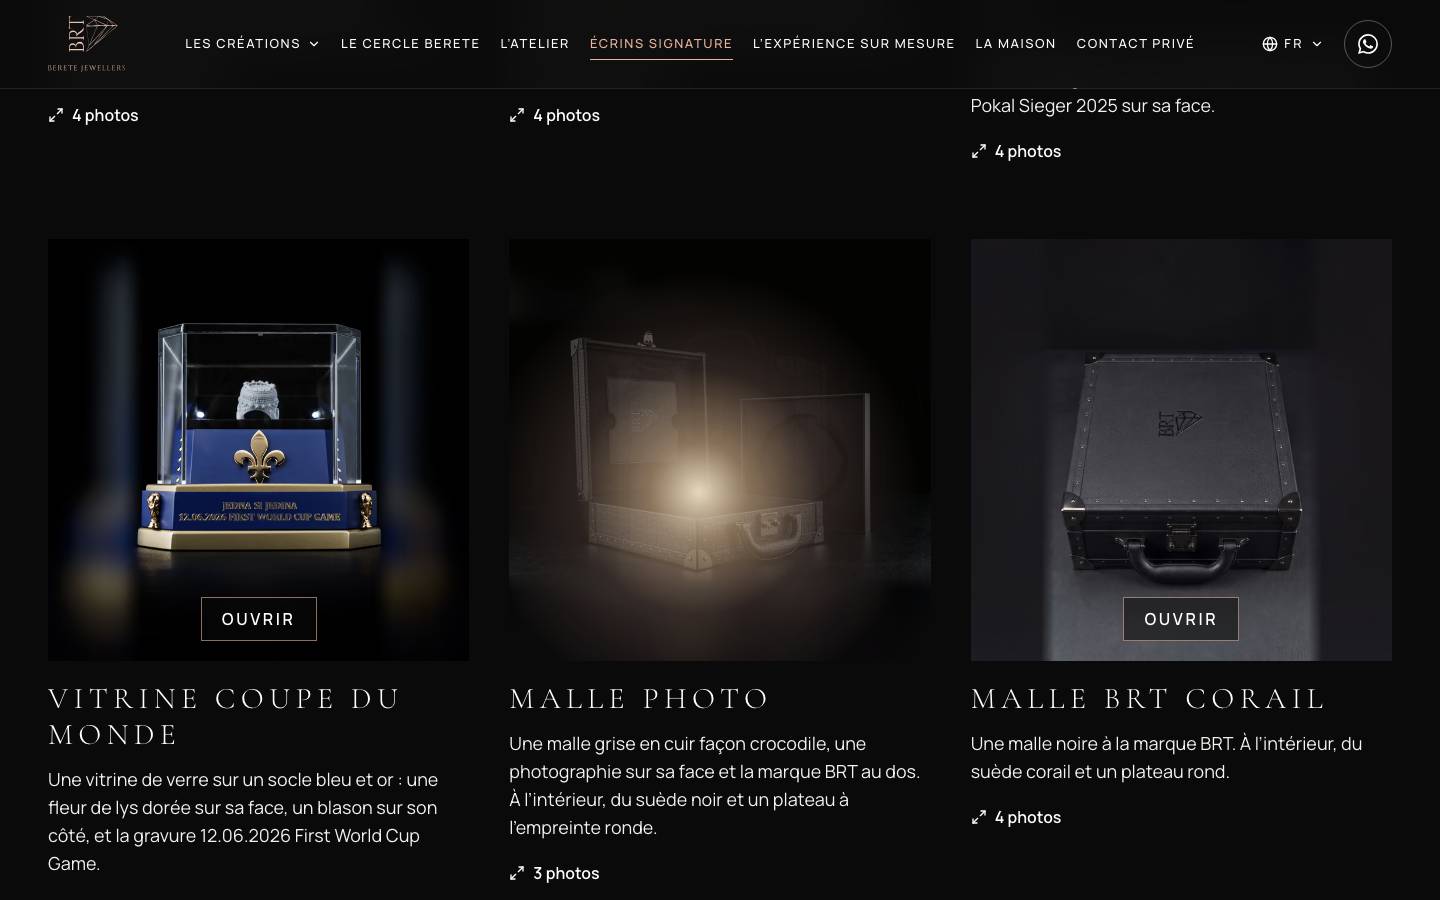 BRT
BERETE JEWELLERS
LES CRÉATIONS
LE CERCLE BERETE
L'ATELIER
ÉCRINS SIGNATURE
L'EXPÉRIENCE SUR MESURE
LA MAISON
CONTACT PRIVÉ
FR
4 photos
4 photos
Pokal Sieger 2025 sur sa face.
4 photos
JEDNA SI JEDINA
12.06.2026 FIRST WORLD CUP GAME
OUVRIR
BRT
BRT
OUVRIR
VITRINE COUPE DU
MONDE
Une vitrine de verre sur un socle bleu et or : une
fleur de lys dorée sur sa face, un blason sur son
côté, et la gravure 12.06.2026 First World Cup
Game.
MALLE PHOTO
Une malle grise en cuir façon crocodile, une
photographie sur sa face et la marque BRT au dos.
À l'intérieur, du suède noir et un plateau à
l'empreinte ronde.
3 photos
MALLE BRT CORAIL
Une malle noire à la marque BRT. À l'intérieur, du
suède corail et un plateau rond.
4 photos